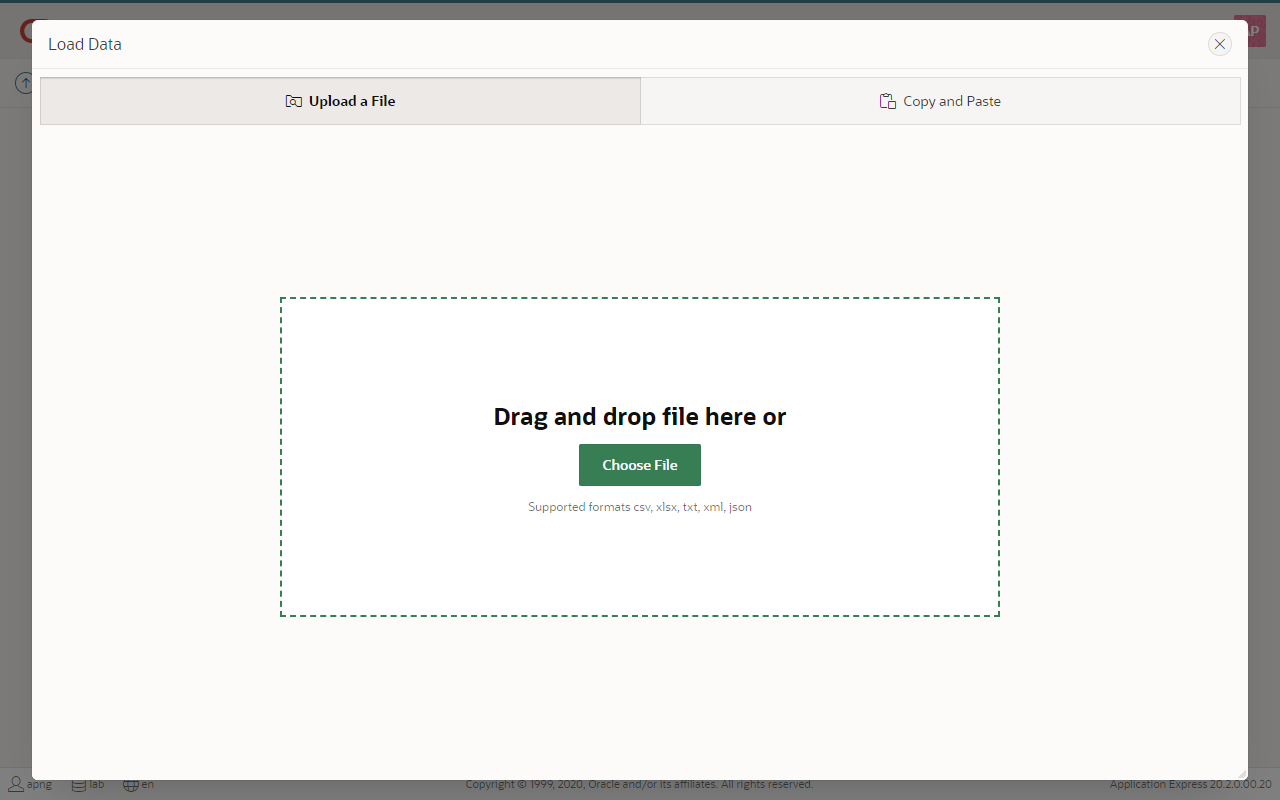 Load Data
Upload a File
Copy and Paste
Drag and drop file here or
Choose File
Supported formats csv, xlsx, txt, xml, json
apng lab en
Copyright © 1999, 2020, Oracle and/or its affiliates. All rights reserved.
Application Express 20.2.0.00.20